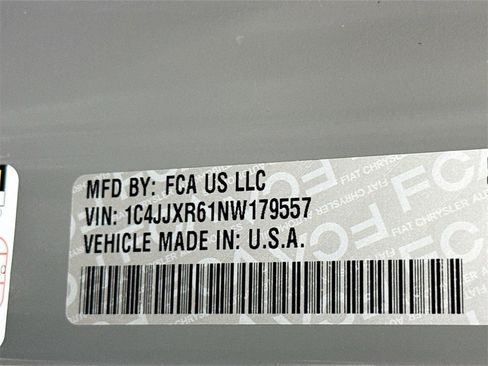 MFD BY: FCA US LLC
VIN: 1C4JJXR61NW179557
VEHICLE MADE IN: U.S.A.